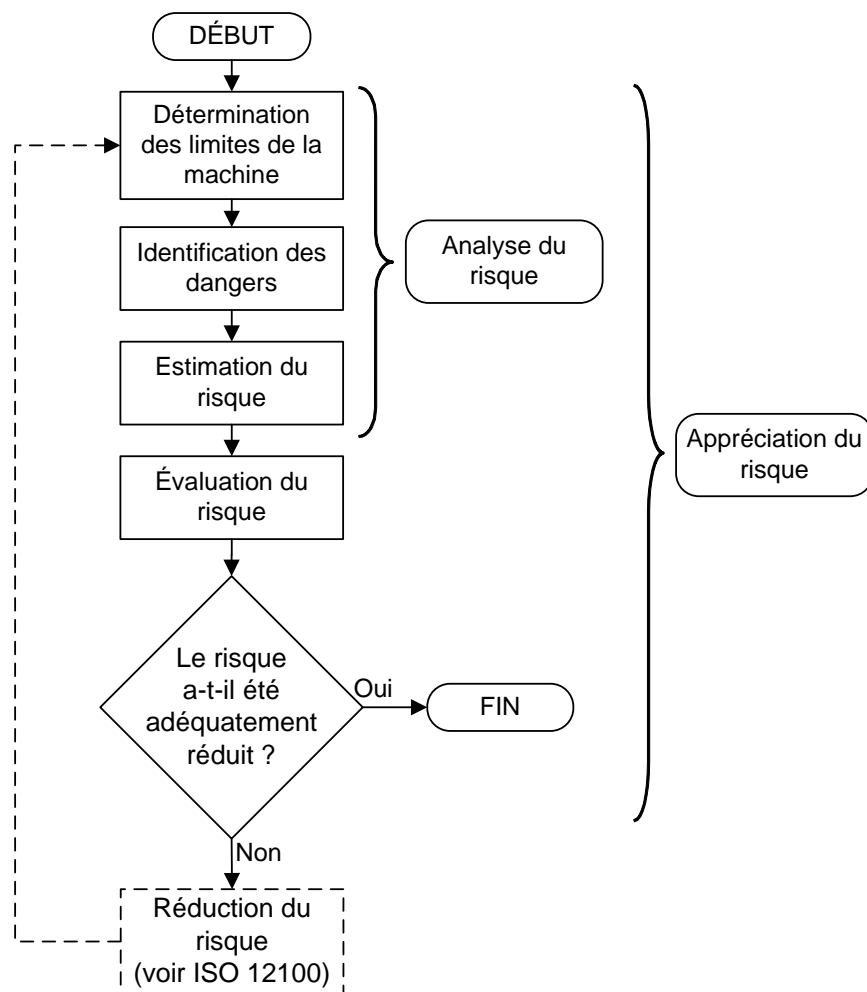 DÉBUT
Détermination
des limites de la
machine
Identification des
dangers
Analyse du
risque
Estimation du
risque
Appréciation du
risque
Évaluation du
risque
Le risque
a-t-il été
adéquatement
réduit ?
Oui
FIN
Non
Réduction du
risque
(voir ISO 12100)